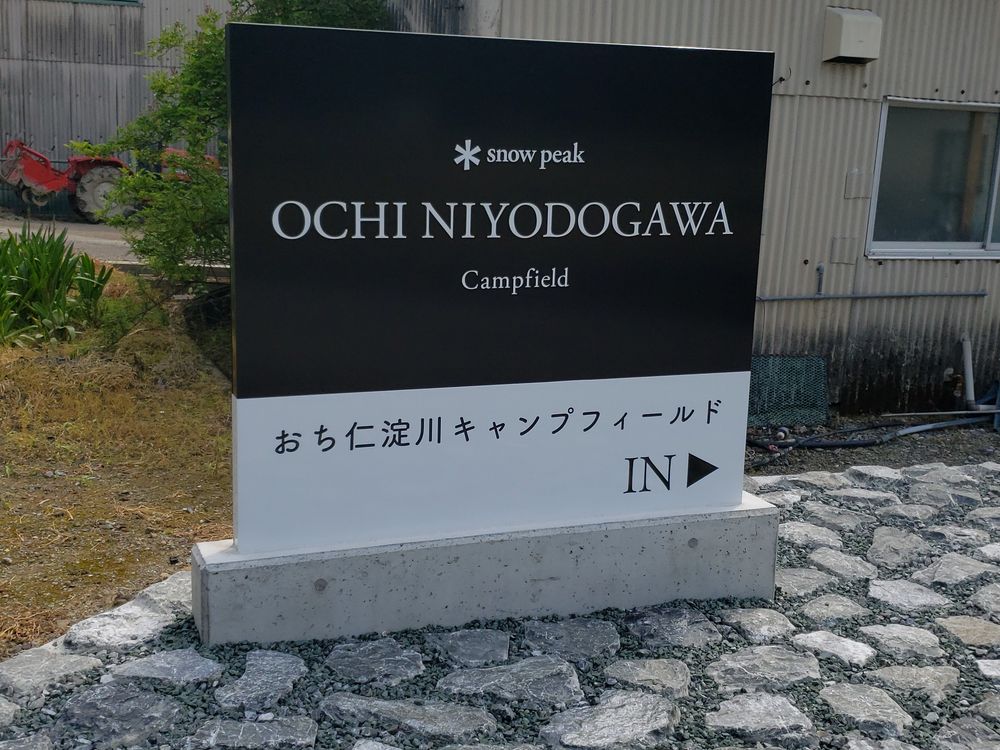 snow peak
OCHI NIYODOGAWA
Campfield
おち仁淀川キャンプフィールド
IN▶